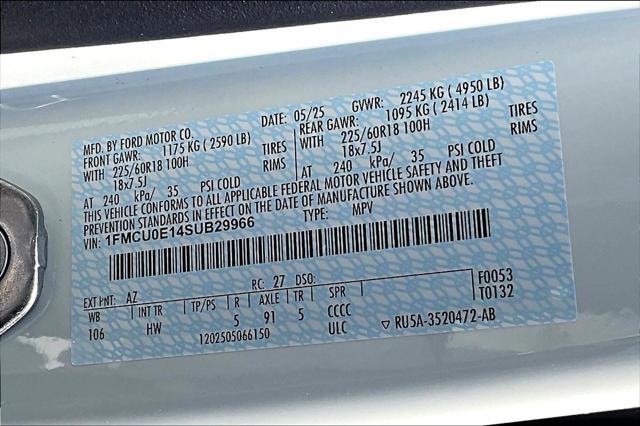 MFD. BY FORD MOTOR CO. DATE: 05/25 GVWR: 2245 KG ( 4950 LB)
FRONT GAWR: 1175 KG ( 2590 LB) REAR GAWR: 1095 KG ( 2414 LB)
WITH 225/60R18 100H TIRES WITH 225/60R18 100H TIRES
18x7.5J RIMS 18x7.5J RIMS
AT 240 kPa/ 35 PSI COLD AT 240 kPa/ 35 PSI COLD
THIS VEHICLE CONFORMS TO ALL APPLICABLE FEDERAL MOTOR VEHICLE SAFETY AND THEFT
PREVENTION STANDARDS IN EFFECT ON THE DATE OF MANUFACTURE SHOWN ABOVE.
VIN: 1FMCU0E14SUB29966 TYPE: MPV
EXT PNT: AZ RC: 27 DSO: F0053
WB INT TR TP/PS R AXLE TR SPR T0132
106 HW 5 91 5 CCCC
1202505066150 ULC ▽RU5A-3520472-AB